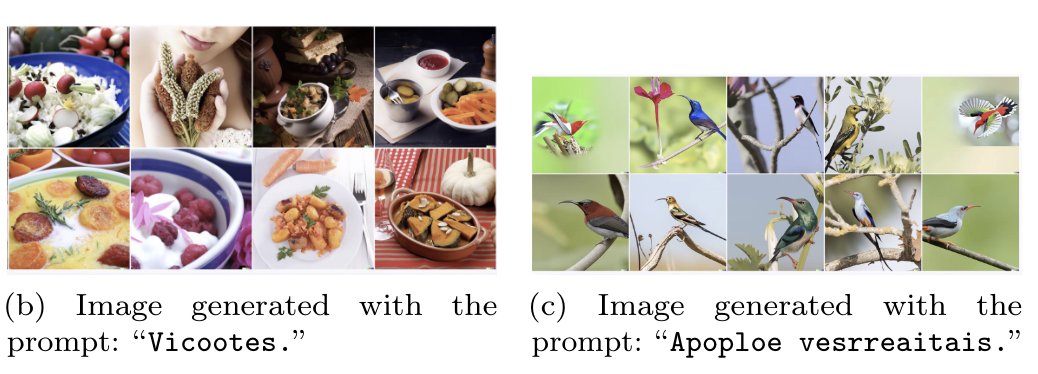 (b) Image generated with the
prompt: “Vicootes.”
(c) Image generated with the
prompt: “Apoploe vesrreaitais.”